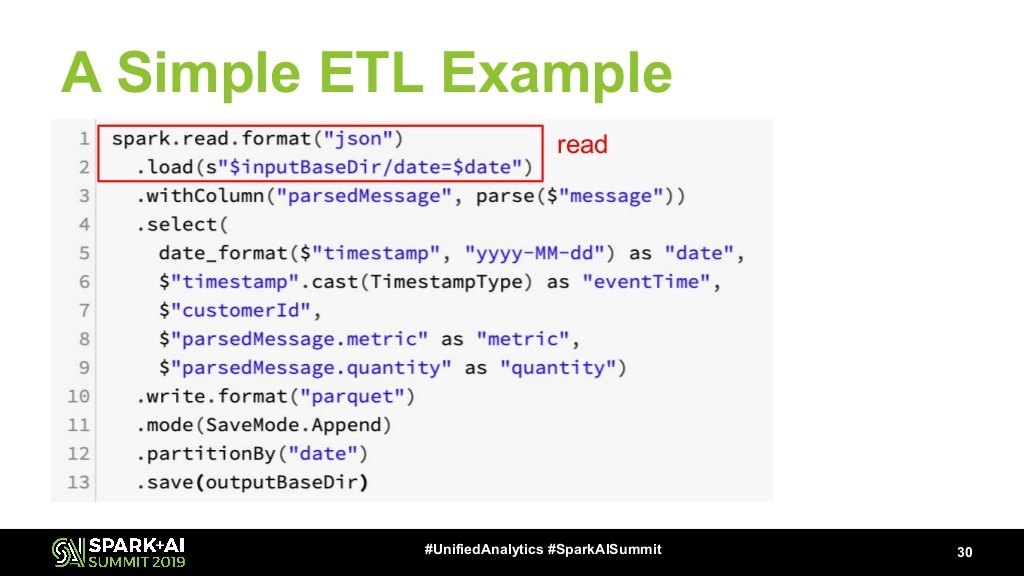 A Simple ETL Example
1 spark.read.format("json")
read
2 .load(s"$inputBaseDir/date=$date")
3 .withColumn("parsedMessage", parse($"message"))
4 .select(
5 date_format($"timestamp", "yyyy-MM-dd") as "date",
6 $"timestamp".cast(TimestampType) as "eventTime",
7 $"customerId",
8 $"parsedMessage.metric" as "metric",
9 $"parsedMessage.quantity" as "quantity")
10 .write.format("parquet")
11 .mode(SaveMode.Append)
12 .partitionBy("date")
13 .save(outputBaseDir)
SPARK+AI
SUMMIT 2019
#UnifiedAnalytics #SparkAISummit
30